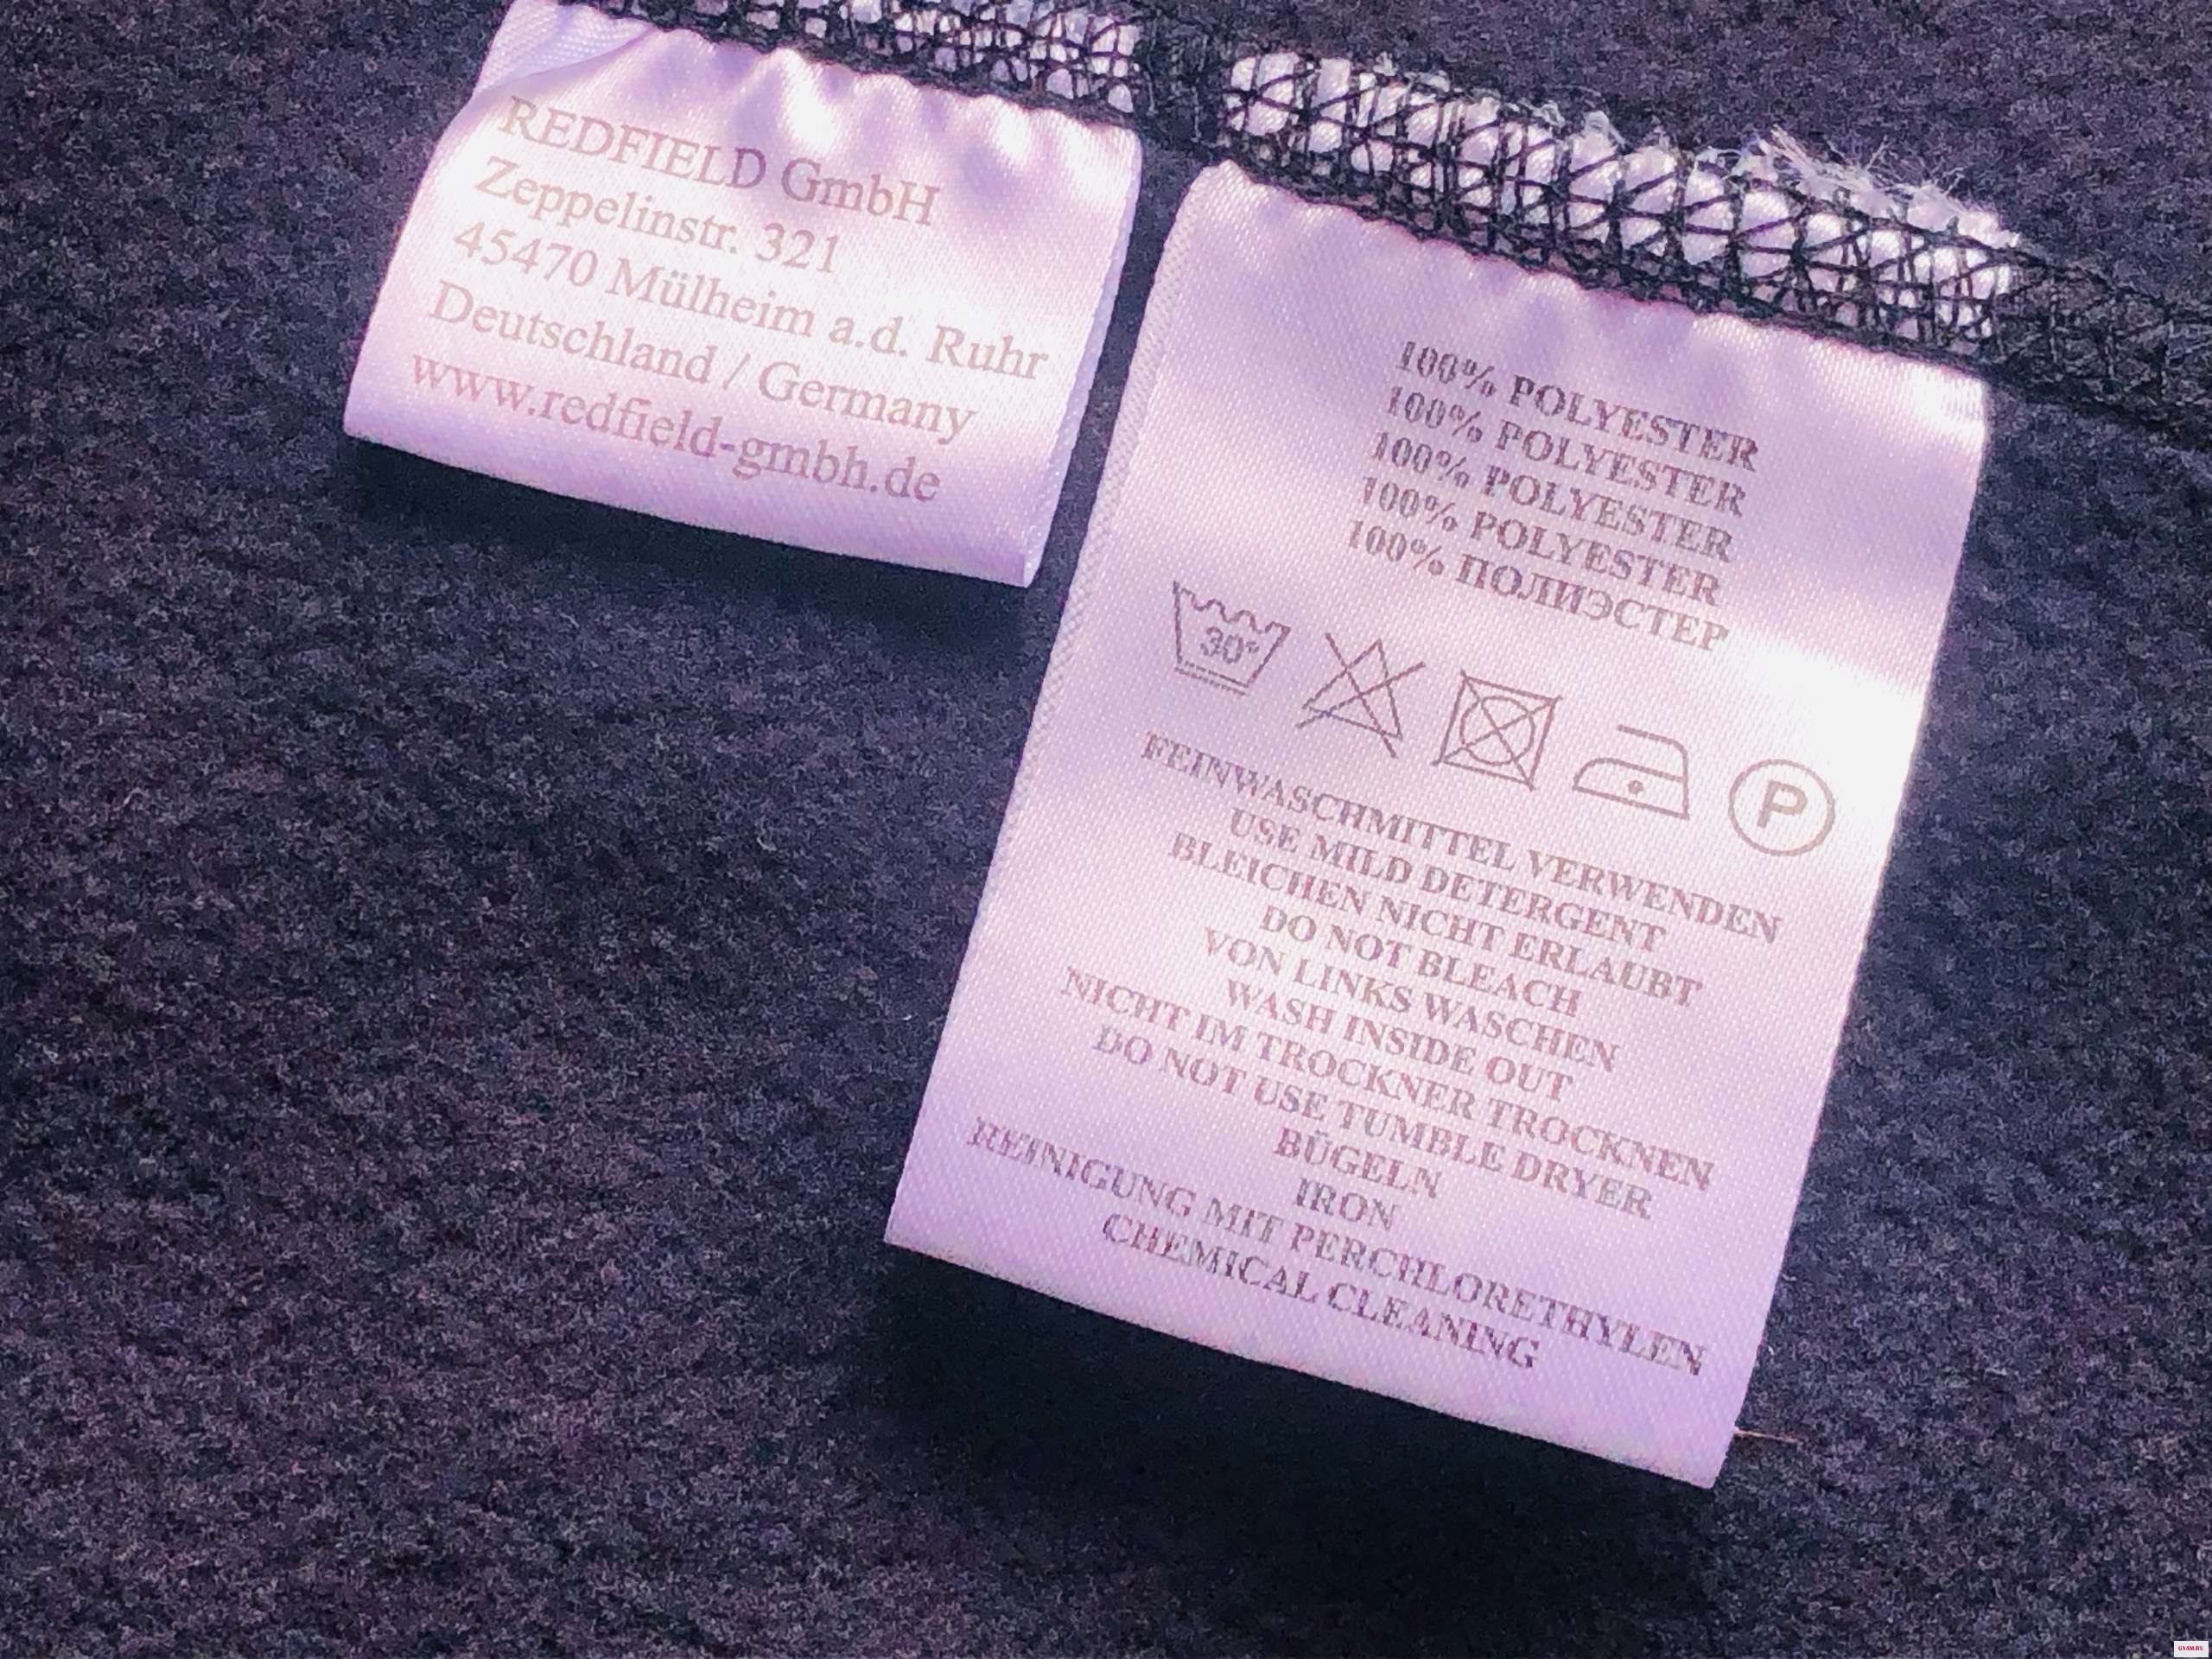 REDFIELD GmbH
Zeppelinstr. 321
45470 Mülheim a.d. Ruhr
Deutschland / Germany
www.redfield-gmbh.de
100% POLYESTER
100% POLYESTER
100% POLYESTER
100% POLYESTER
100% ПОЛИЭСТЕР
30°
P
FEINWASCHMITTEL VERWENDEN
USE MILD DETERGENT
BLEICHEN NICHT ERLAUBT
DO NOT BLEACH
VON LINKS WASCHEN
WASH INSIDE OUT
NICHT IM TROCKNER TROCKNEN
DO NOT USE TUMBLE DRYER
BÜGELN
IRON
REINIGUNG MIT PERCHLORETHYLEN
CHEMICAL CLEANING